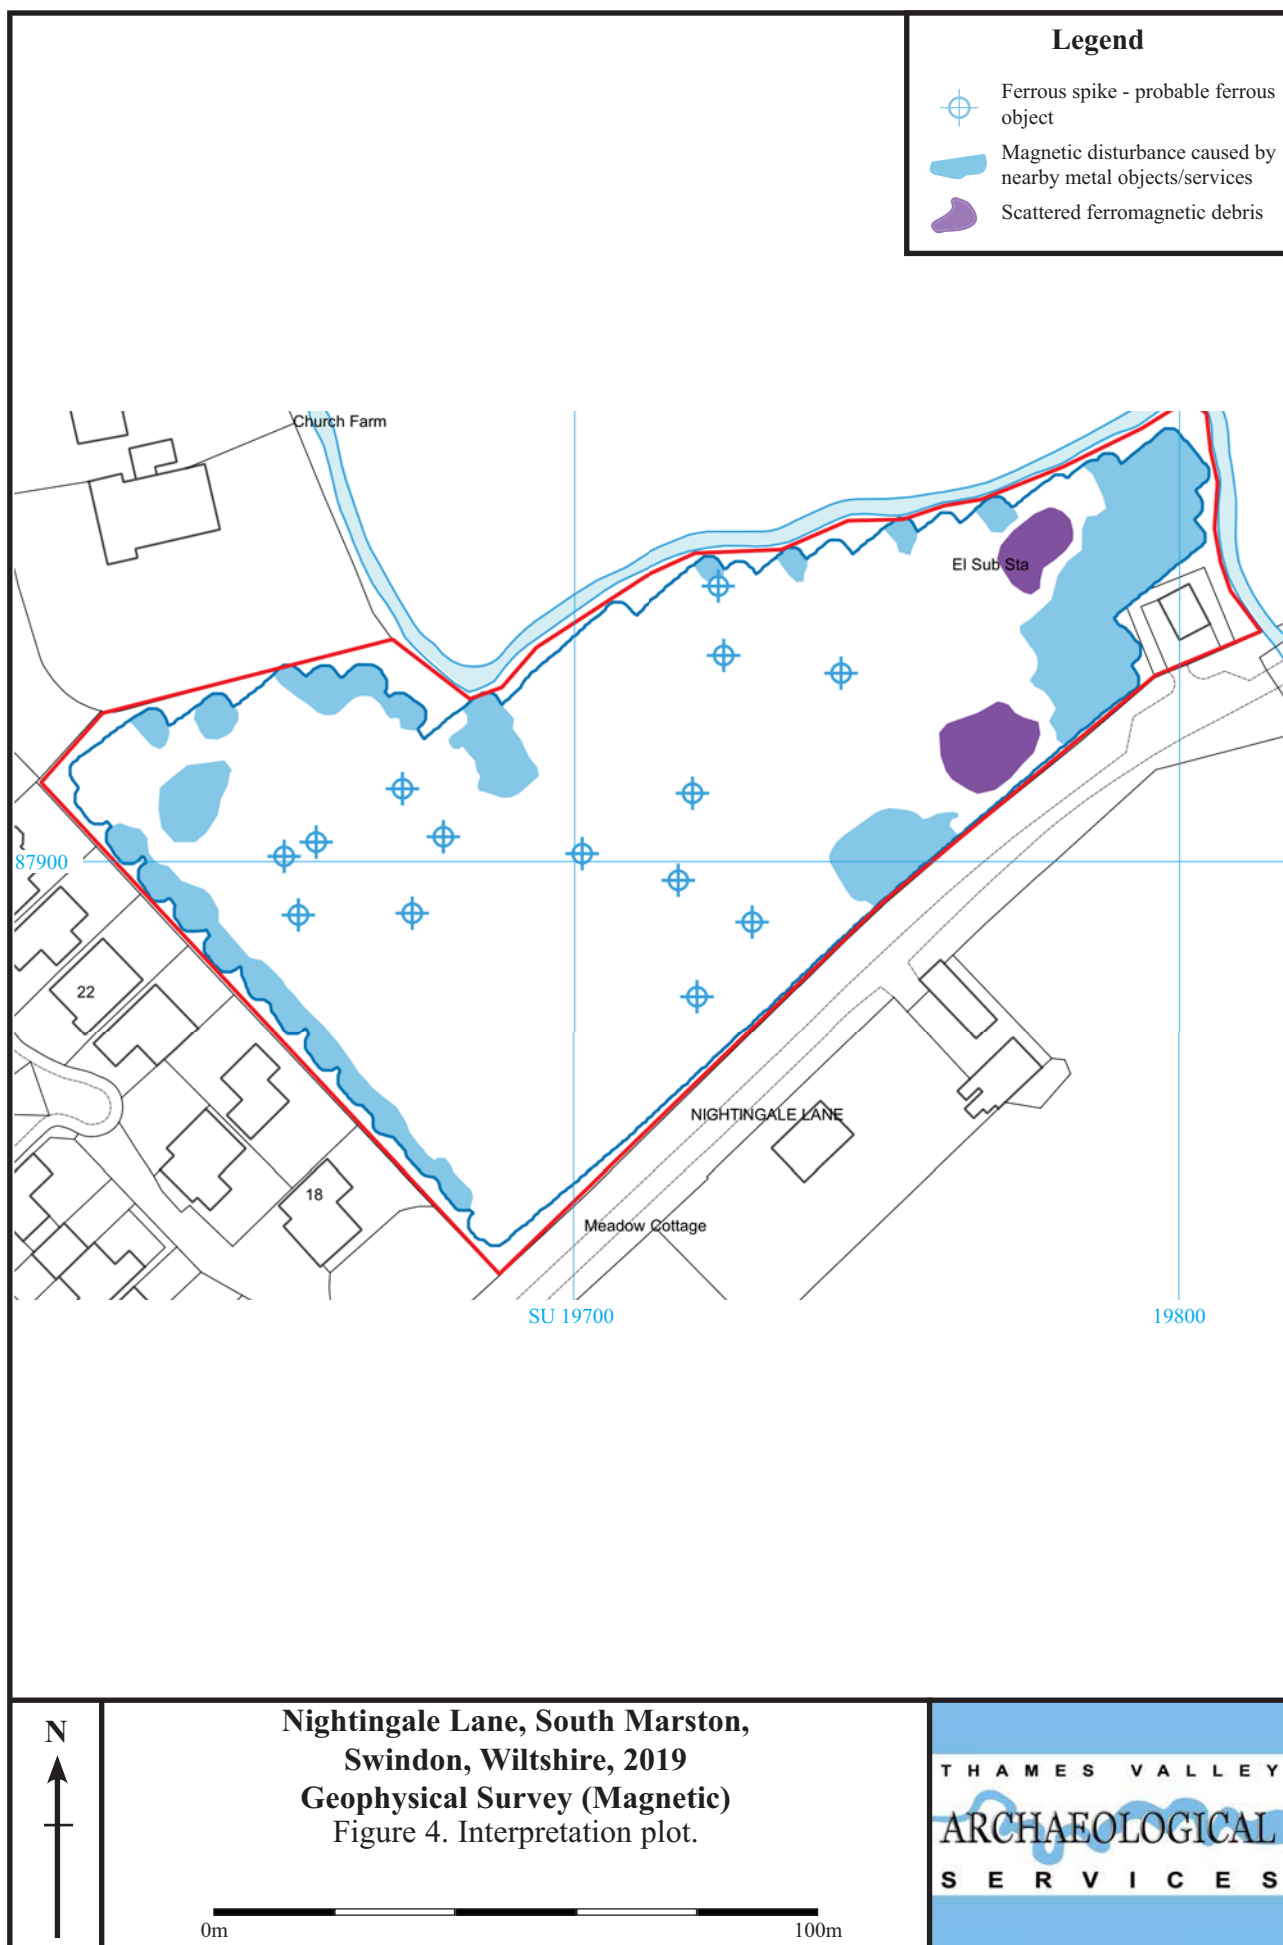 Legend
Ferrous spike - probable ferrous
object
Magnetic disturbance caused by
nearby metal objects/services
Scattered ferromagnetic debris
Church Farm
El Sub Sta
87900
22
NIGHTINGALE LANE
18
Meadow Cottage
SU 19700
19800
N
Nightingale Lane, South Marston,
Swindon, Wiltshire, 2019
Geophysical Survey (Magnetic)
Figure 4. Interpretation plot.
0m
100m
THAMES VALLEY
ARCHAEOLOGICAL
SERVICES